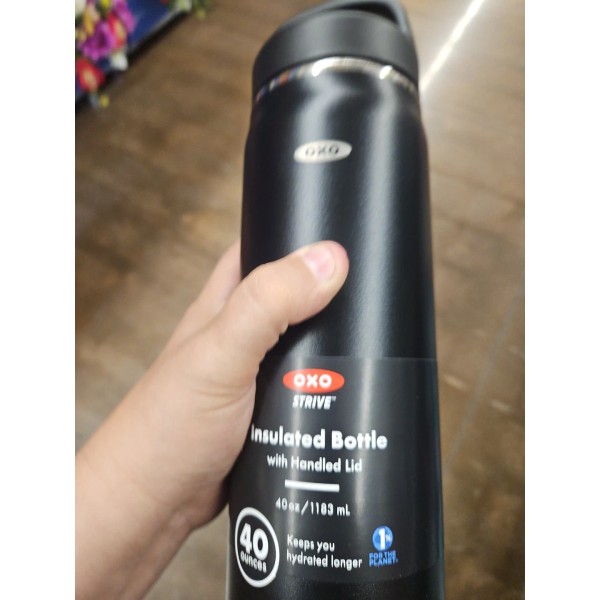 OXO
OXO
STRIVE™
Insulated Bottle
with Handled Lid
40 oz/1183 mL
40
OUNCES
Keeps you
hydrated longer
1%
FOR THE
PLANET®